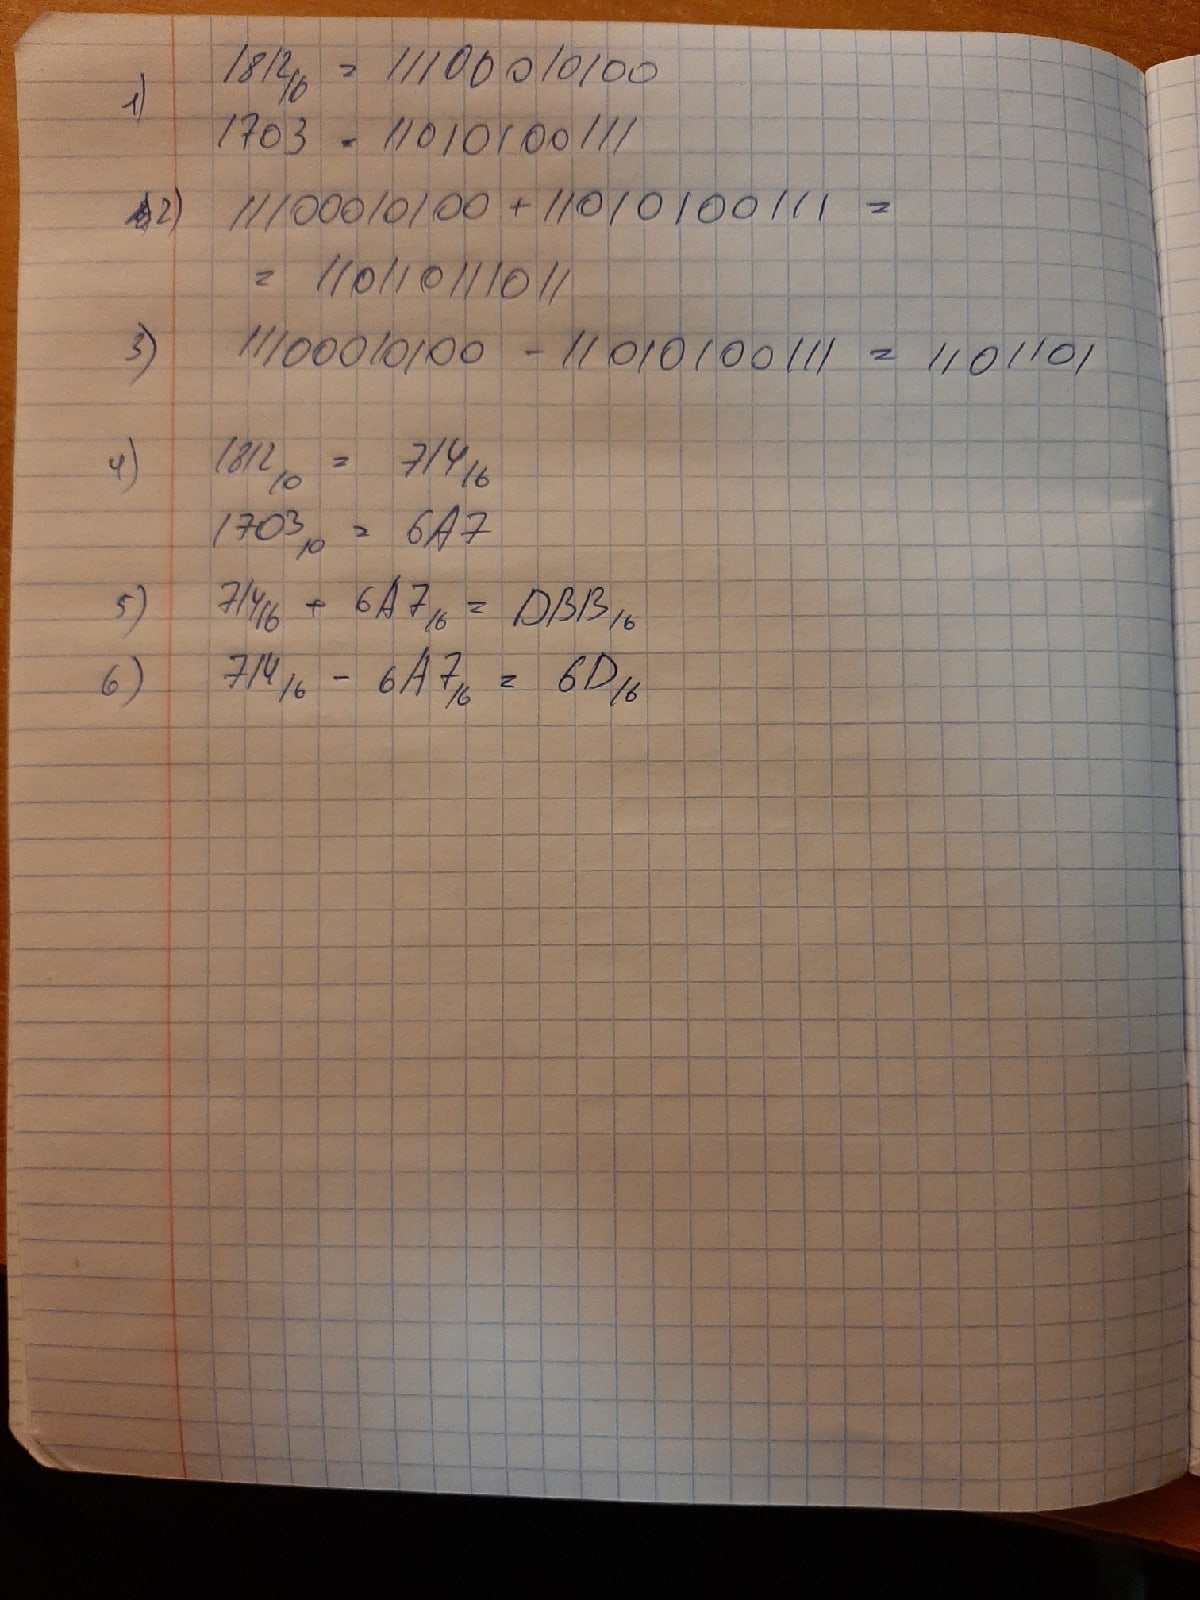 1) 1812₁₆ = 11100010100
1703 = 11010100111
2) 11100010100 + 11010100111 =
= 110110111011
3) 11100010100 - 11010100111 = 1101101
4) 1812₁₀ = 714₁₆
1703₁₀ = 6A7
5) 714₁₆ + 6A7₁₆ = DBB₁₆
6) 714₁₆ - 6A7₁₆ = 6D₁₆